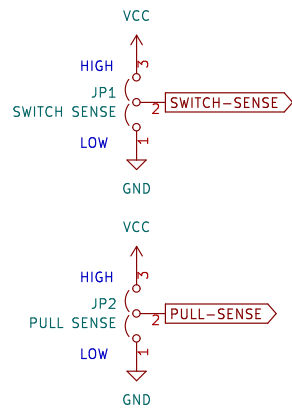 VCC
HIGH
3
JP1
SWITCH SENSE
2
SWITCH-SENSE
LOW
1
GND
VCC
HIGH
3
JP2
PULL SENSE
2
PULL-SENSE
LOW
1
GND